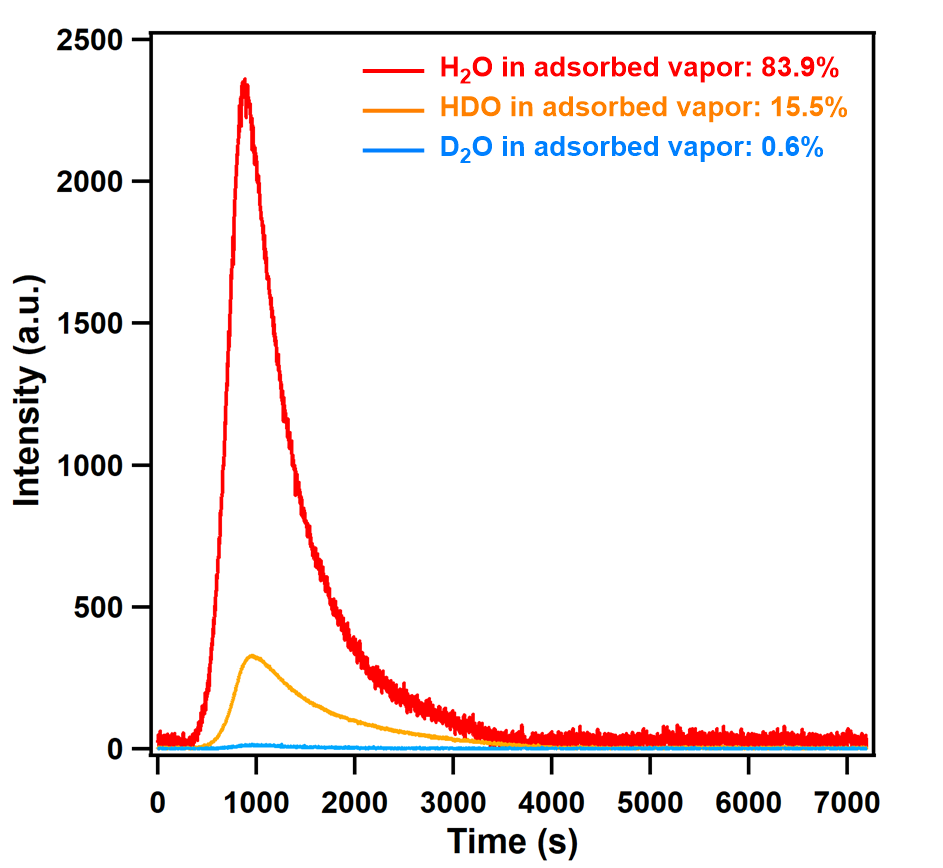 2500
2000
1500
1000
500
0
Intensity (a.u.)
H₂O in adsorbed vapor: 83.9%
HDO in adsorbed vapor: 15.5%
D₂O in adsorbed vapor: 0.6%
0 1000 2000 3000 4000 5000 6000 7000
Time (s)